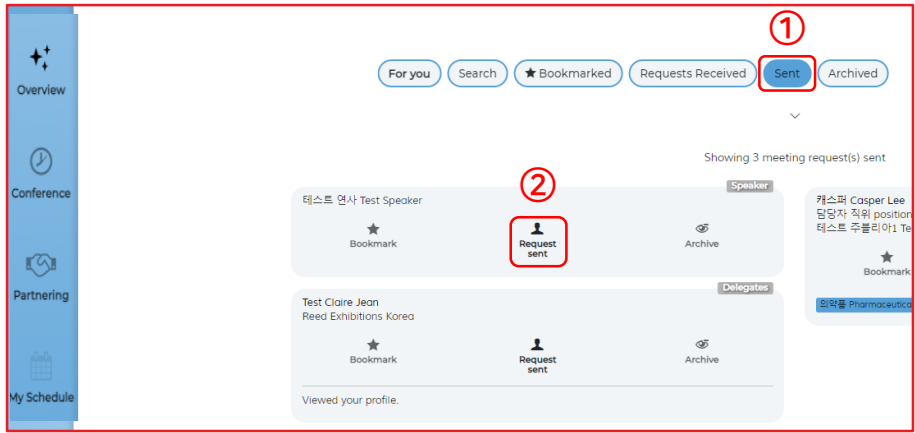 ①
Overview
For you
Search
★ Bookmarked
Requests Received
Sent
Archived
Showing 3 meeting request(s) sent
Conference
②
Speaker
테스트 연사 Test Speaker
Bookmark
Request
sent
Archive
캐스퍼 Casper Lee
담당자 직위 position
테스트 주블리아1 Te
Bookmark
의약품 Pharmaceutica
Partnering
Delegates
Test Claire Jean
Reed Exhibitions Korea
Bookmark
Request
sent
Archive
Viewed your profile.
My Schedule